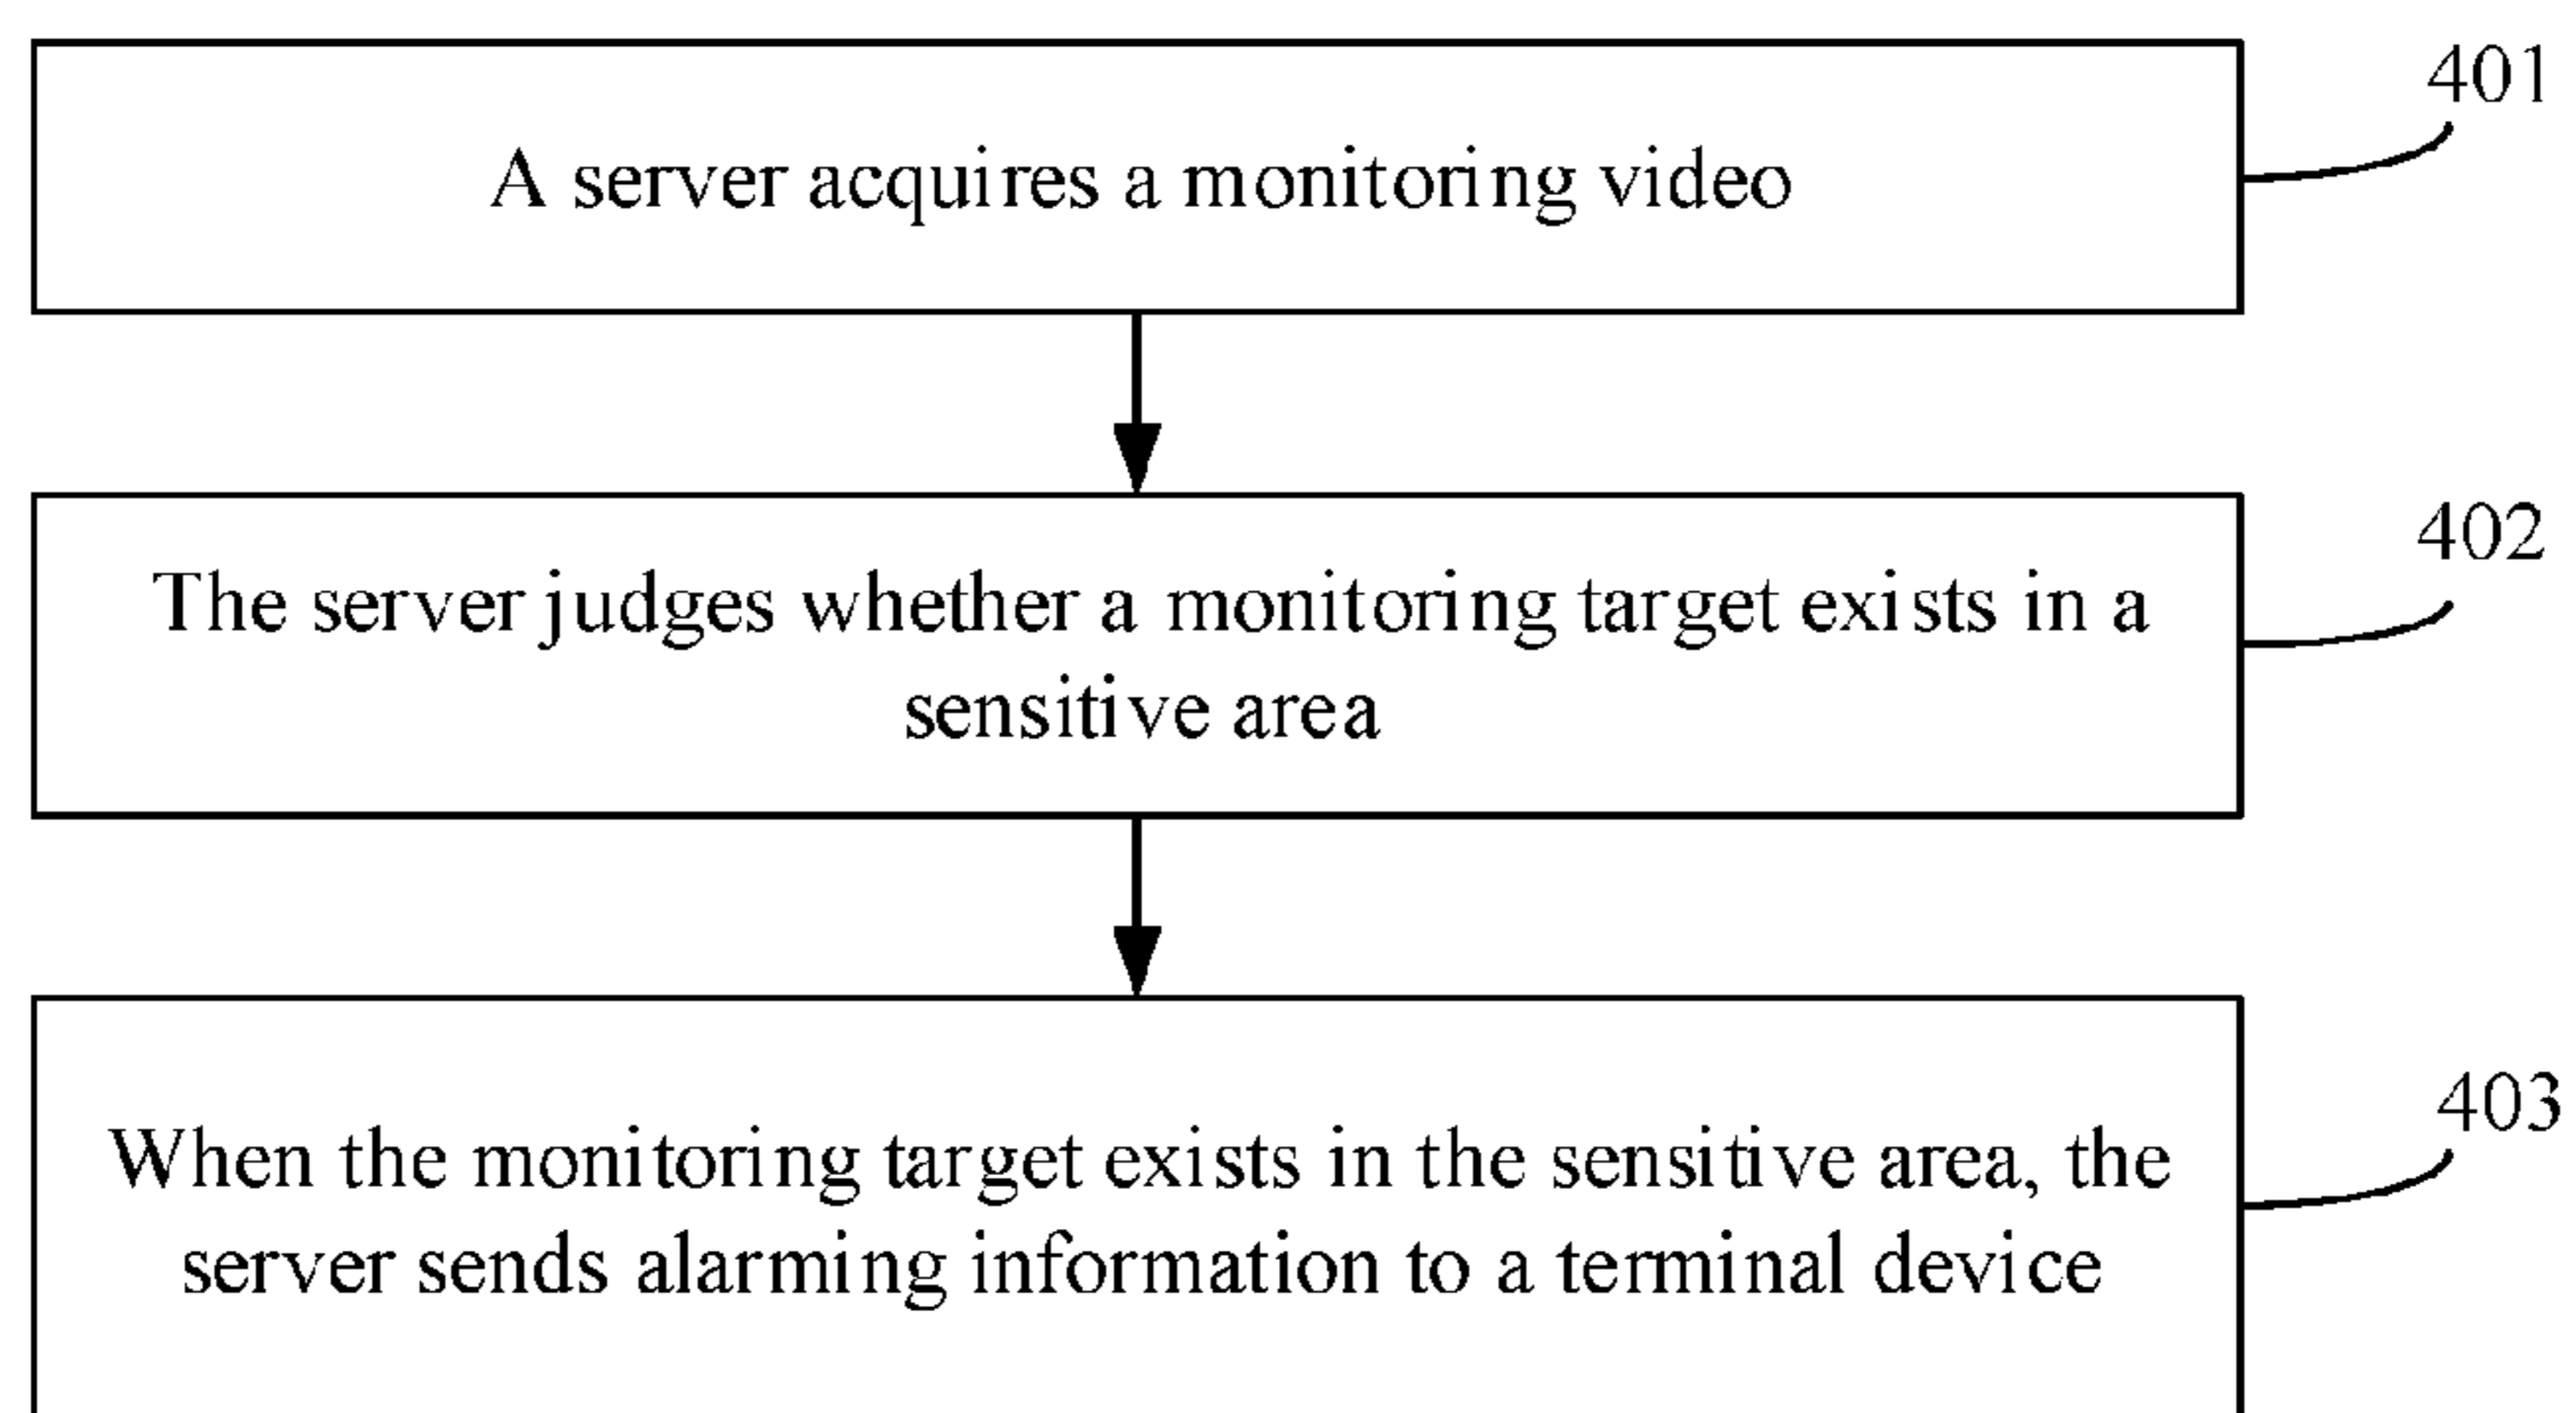 401
A server acquires a monitoring video
402
The server judges whether a monitoring target exists in a
sensitive area
403
When the monitoring target exists in the sensitive area, the
server sends alarming information to a terminal device